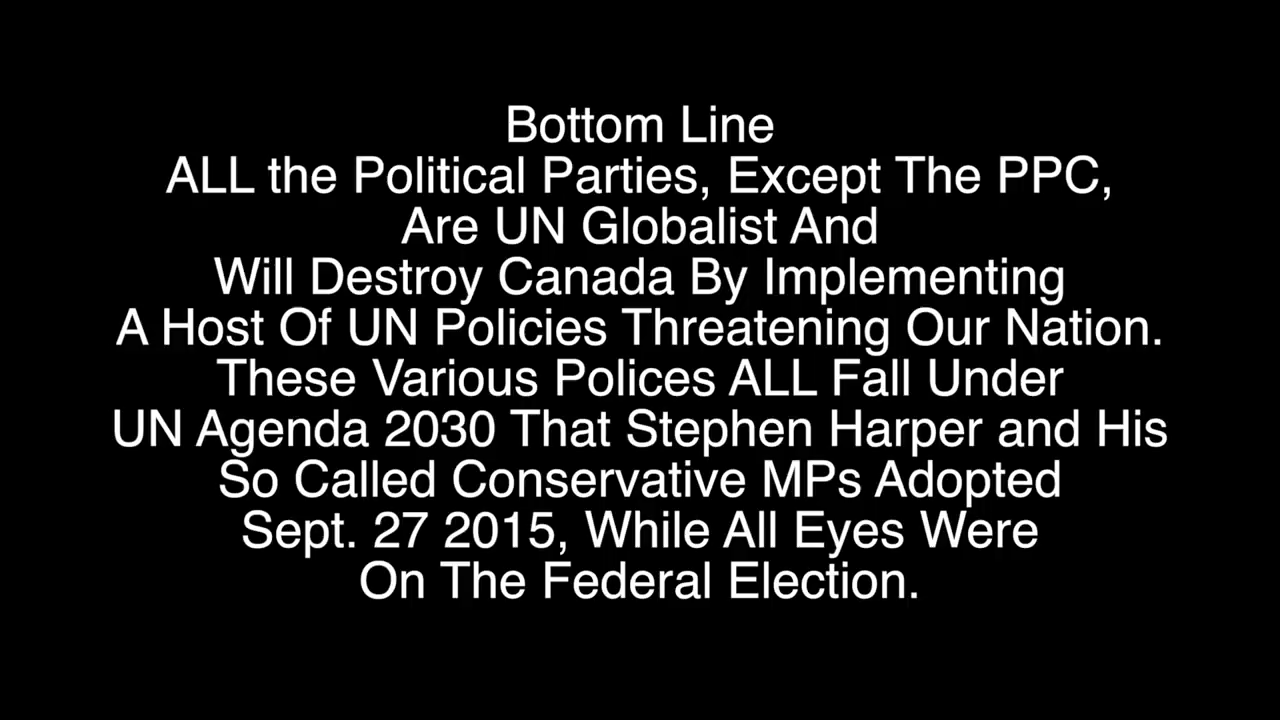 Bottom Line
ALL the Political Parties, Except The PPC,
Are UN Globalist And
Will Destroy Canada By Implementing
A Host Of UN Policies Threatening Our Nation.
These Various Polices ALL Fall Under
UN Agenda 2030 That Stephen Harper and His
So Called Conservative MPs Adopted
Sept. 27 2015, While All Eyes Were
On The Federal Election.